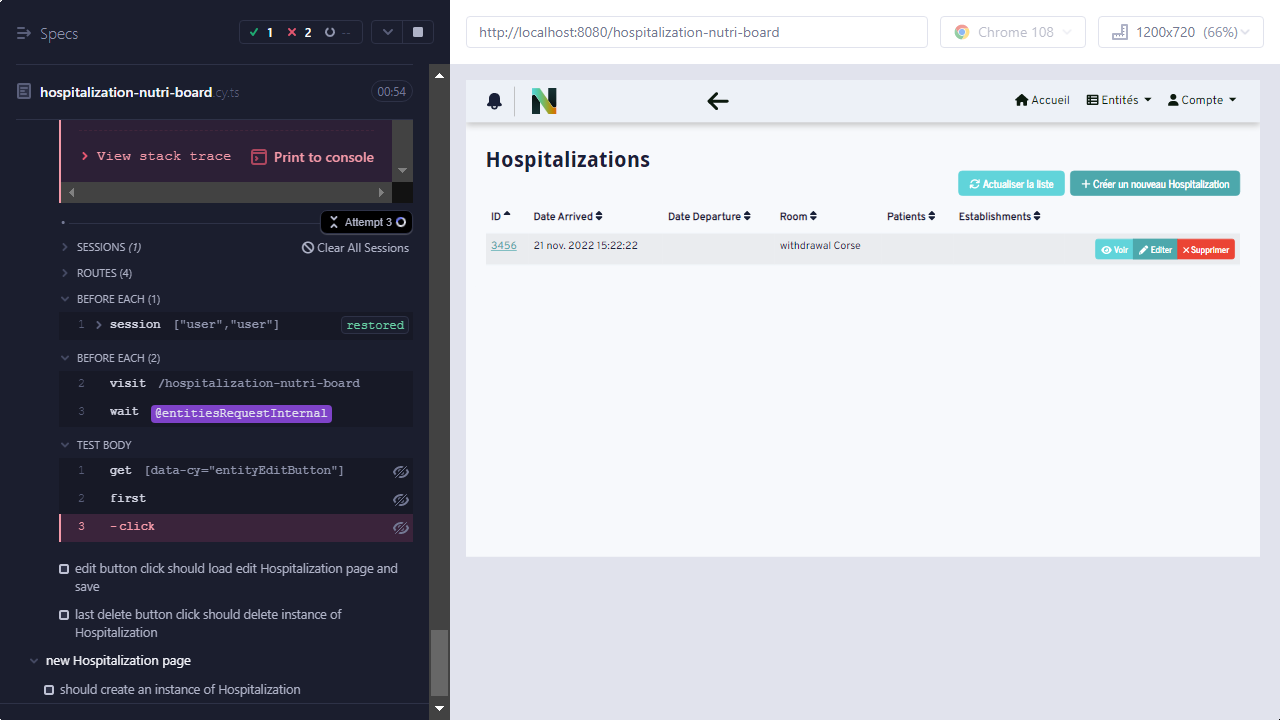 Specs
1
2
--
hospitalization-nutri-board.cy.ts
00:54
View stack trace
Print to console
Attempt 3
SESSIONS (1)
Clear All Sessions
ROUTES (4)
BEFORE EACH (1)
1 session ["user","user"] restored
BEFORE EACH (2)
2 visit /hospitalization-nutri-board
3 wait @entitiesRequestInternal
TEST BODY
1 get [data-cy="entityEditButton"]
2 first
3 -click
edit button click should load edit Hospitalization page and
save
last delete button click should delete instance of
Hospitalization
new Hospitalization page
should create an instance of Hospitalization
http://localhost:8080/hospitalization-nutri-board
Chrome 108
1200x720 (66%)
N
Accueil
Entités
Compte
Hospitalizations
Actualiser la liste
+ Créer un nouveau Hospitalization
ID Date Arrived Date Departure Room Patients Establishments
3456 21 nov. 2022 15:22:22 withdrawal Corse
Voir
Editer
Supprimer